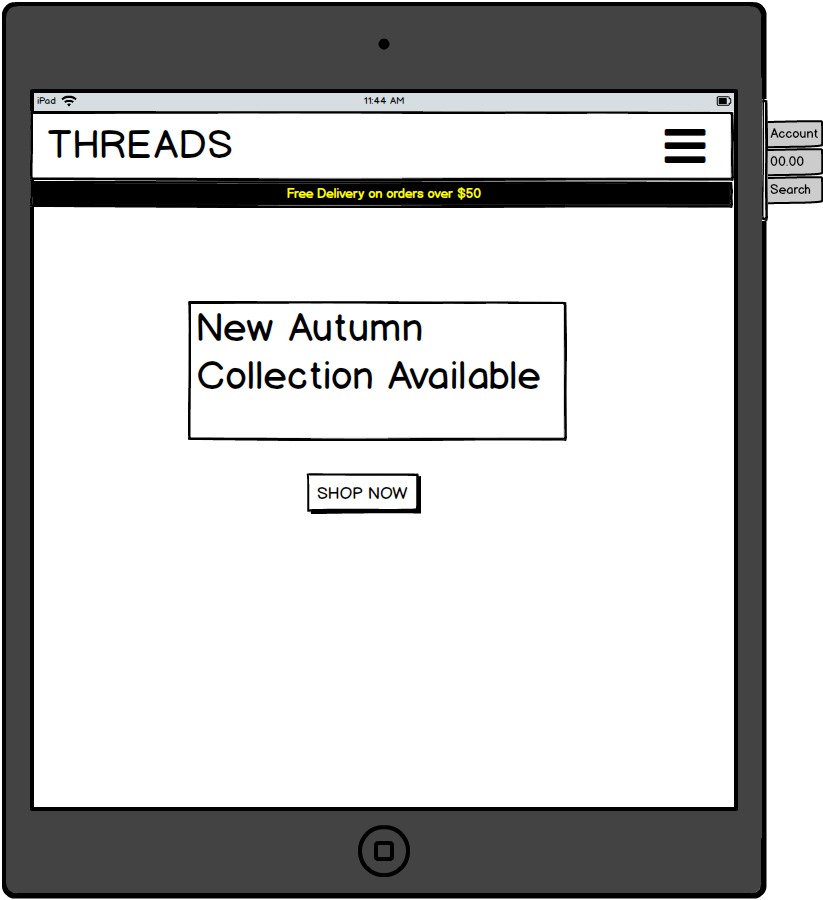 iPad
11:44 AM
THREADS
Account
00.00
Search
Free Delivery on orders over $50
New Autumn
Collection Available
SHOP NOW